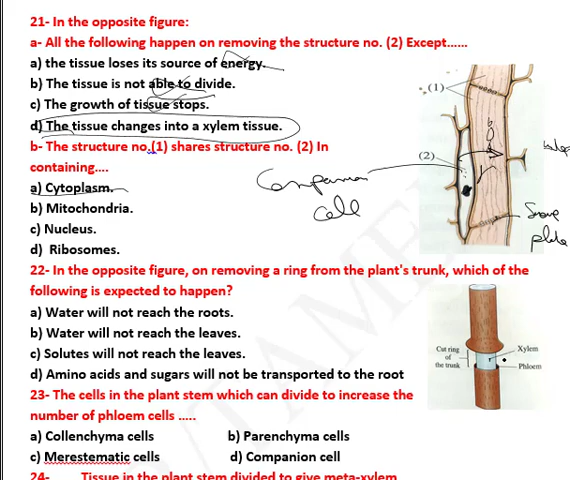 21- In the opposite figure:
a- All the following happen on removing the structure no. (2) Except......
a) the tissue loses its source of energy.
b) The tissue is not able to divide.
c) The growth of tissue stops.
d) The tissue changes into a xylem tissue.
b- The structure no.(1) shares structure no. (2) In
containing....
a) Cytoplasm.
b) Mitochondria.
c) Nucleus.
d) Ribosomes.
(1)
(2)
Companion
cell
plate
22- In the opposite figure, on removing a ring from the plant's trunk, which of the
following is expected to happen?
a) Water will not reach the roots.
b) Water will not reach the leaves.
c) Solutes will not reach the leaves.
d) Amino acids and sugars will not be transported to the root
Cut ring
of
the trunk
Xylem
Phloem
23- The cells in the plant stem which can divide to increase the
number of phloem cells .....
a) Collenchyma cells b) Parenchyma cells
c) Merestematic cells d) Companion cell
24- Tissue in the plant stem divided to give meta-xylem